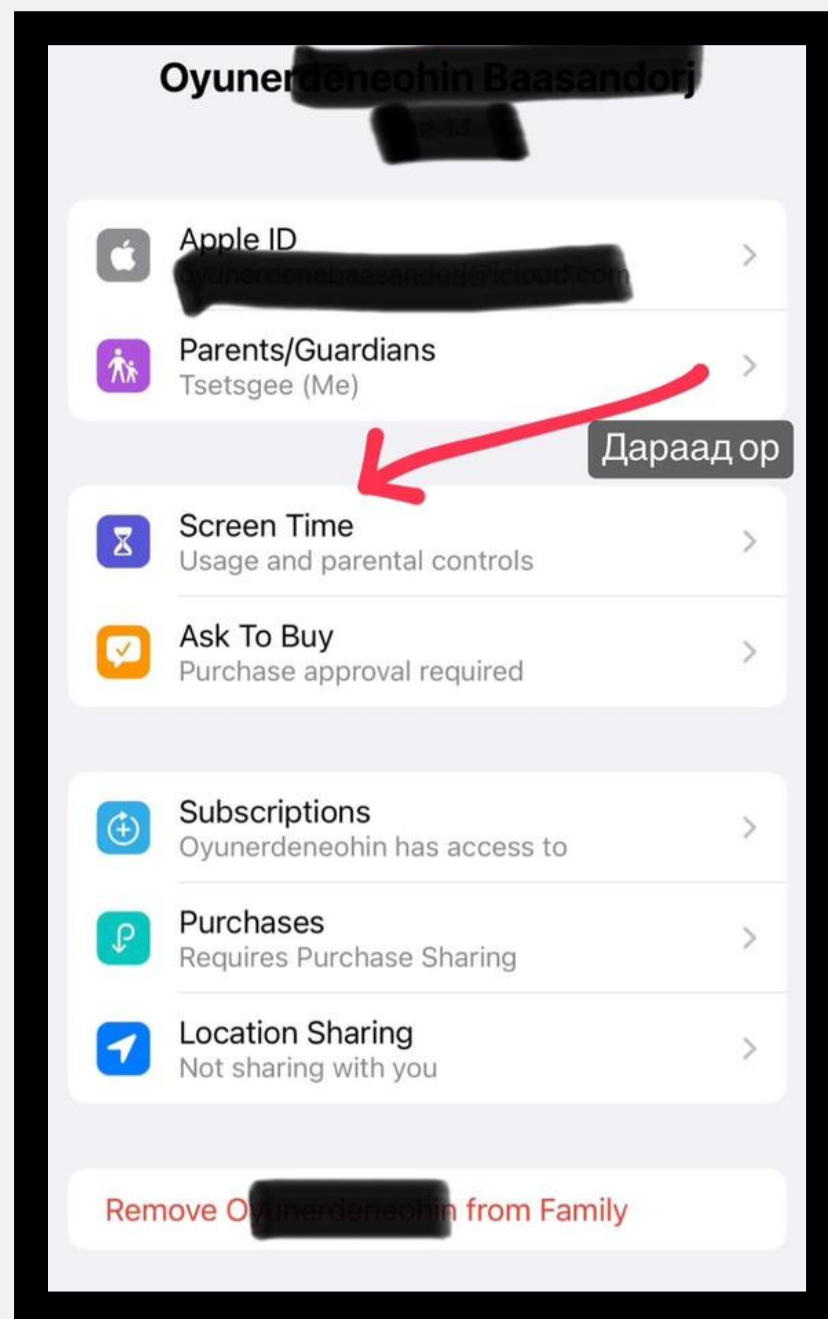 Apple ID
Parents/Guardians
Tsetsgee (Me)
Дараад ор
Screen Time
Usage and parental controls
Ask To Buy
Purchase approval required
Subscriptions
Oyunerdeneohin has access to
Purchases
Requires Purchase Sharing
Location Sharing
Not sharing with you
Remove from Family